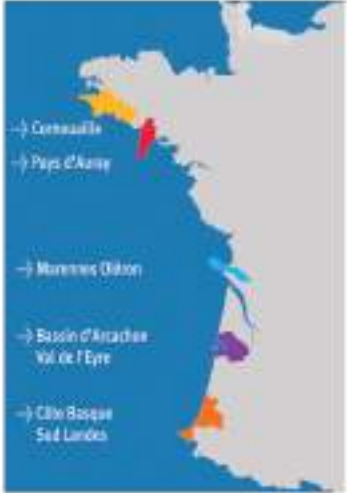 → Cornouaille
→ Pays d'Auray
→ Marennes Oléron
→ Bassin d'Arcachon
Val de l'Eyre
→ Côte Basque
Sud Landes